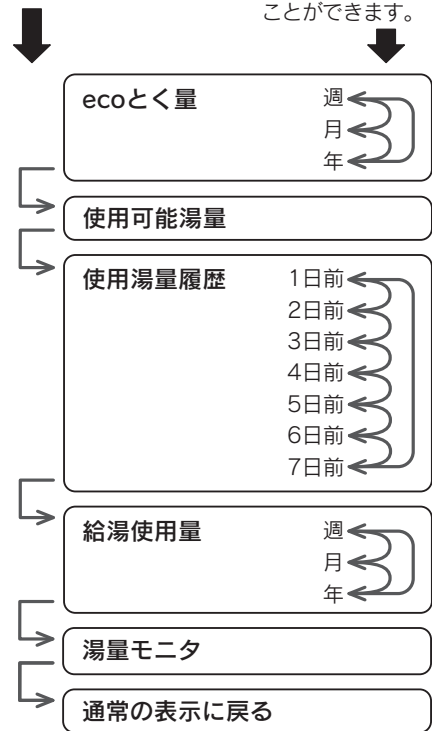 ことができます。
ecoとく量
週
月
年
使用可能湯量
使用湯量履歴
1日前
2日前
3日前
4日前
5日前
6日前
7日前
給湯使用量
週
月
年
湯量モニタ
通常の表示に戻る